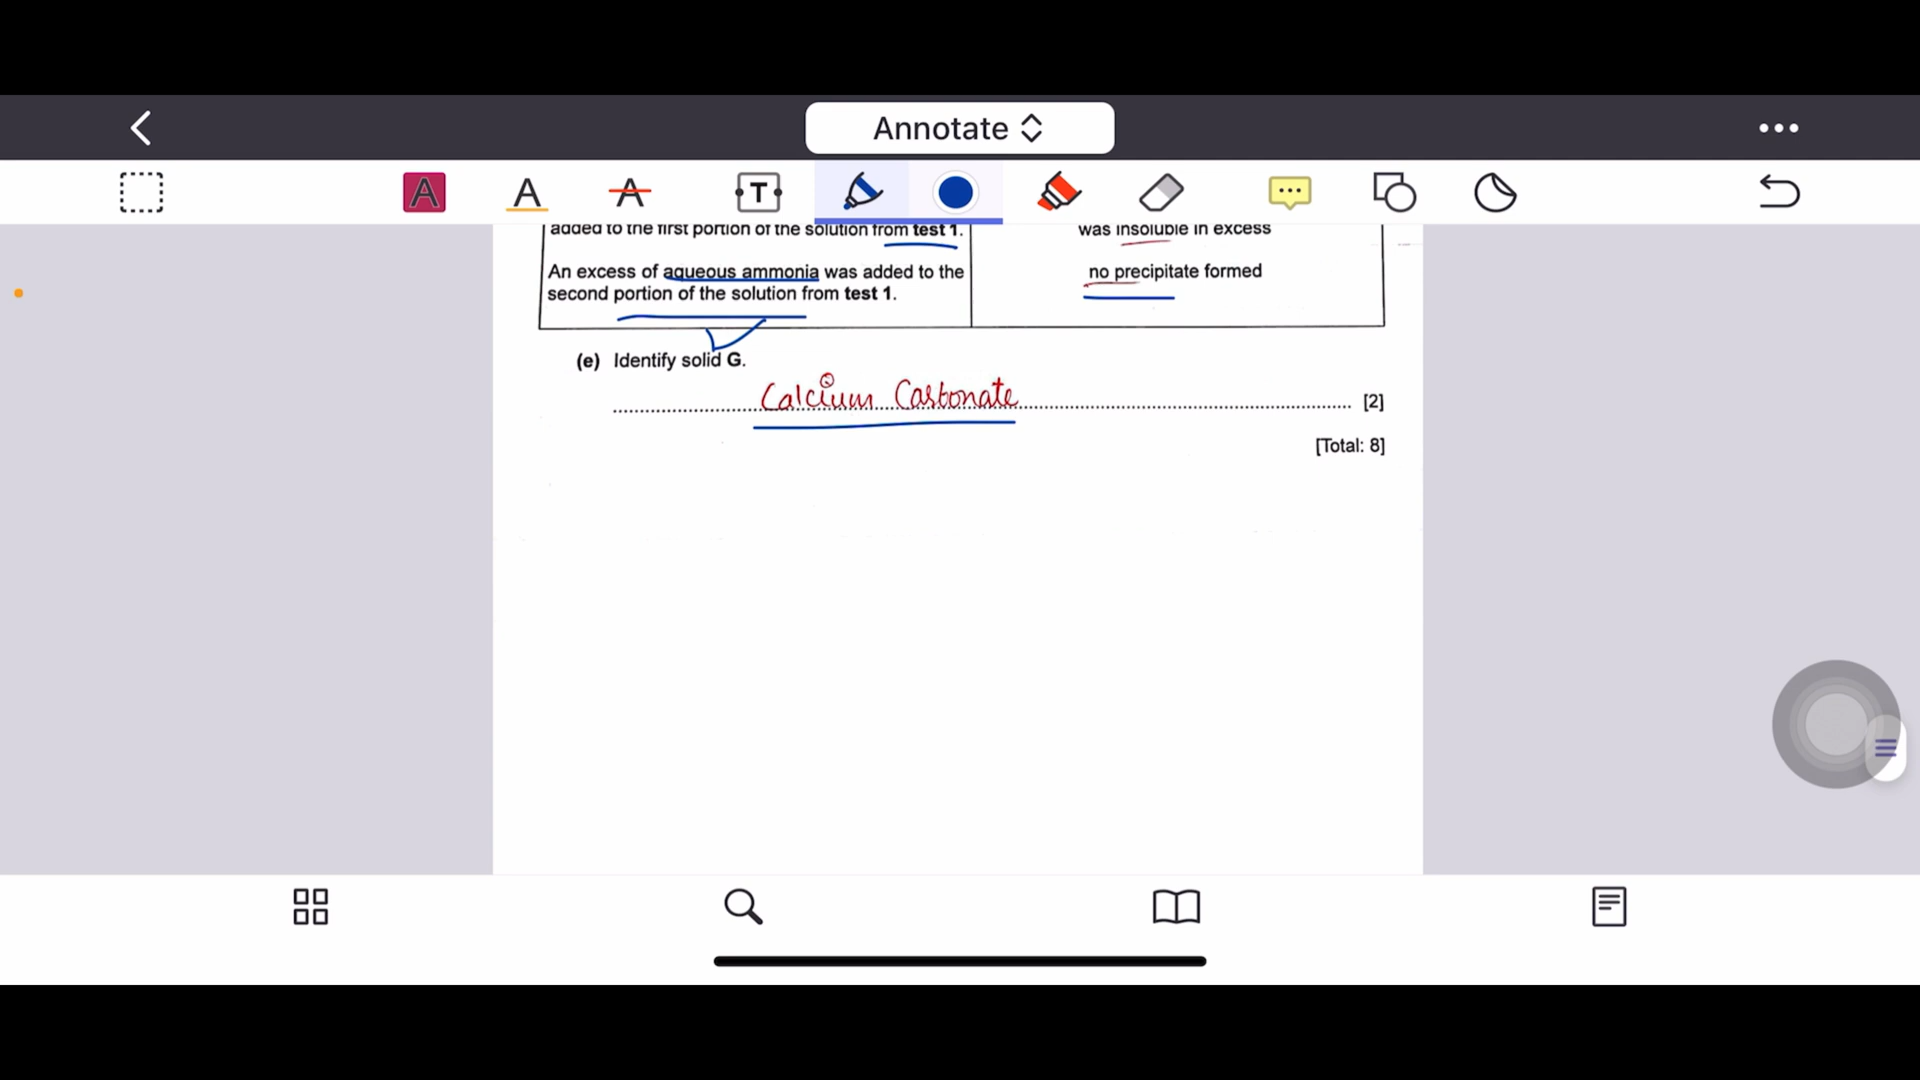 Annotate
A
A
A
T
added to the first portion of the solution from test 1.
was insoluble in excess
An excess of aqueous ammonia was added to the
second portion of the solution from test 1.
no precipitate formed
(e) Identify solid G.
Calcium Carbonate
[2]
[Total: 8]